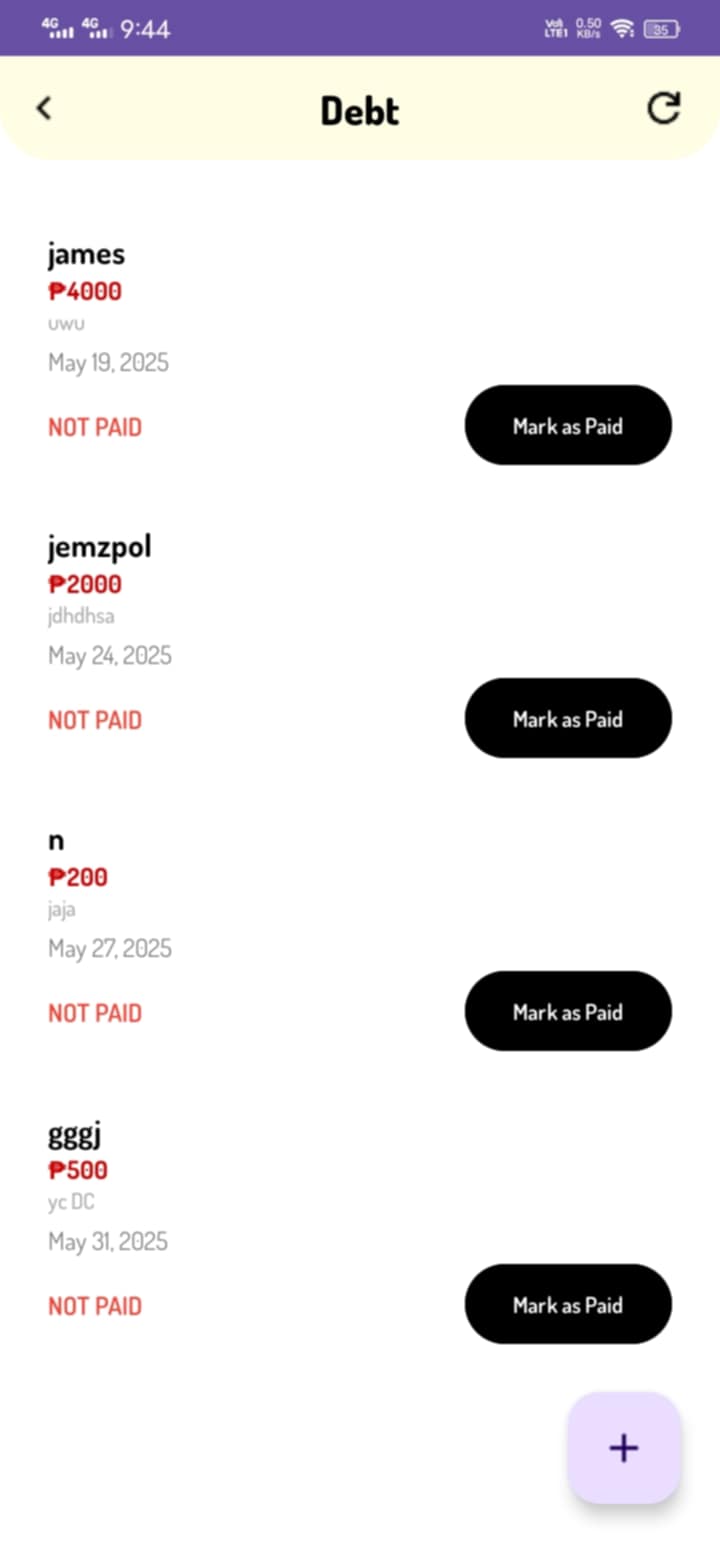 4G 4G 9:44 Vo) LTE1 0.50 KB/s 35
Debt
james
₱4000
uwu
May 19, 2025
NOT PAID Mark as Paid
jemzpol
₱2000
jdhdhsa
May 24, 2025
NOT PAID Mark as Paid
n
₱200
jaja
May 27, 2025
NOT PAID Mark as Paid
gggj
₱500
yc DC
May 31, 2025
NOT PAID Mark as Paid
+